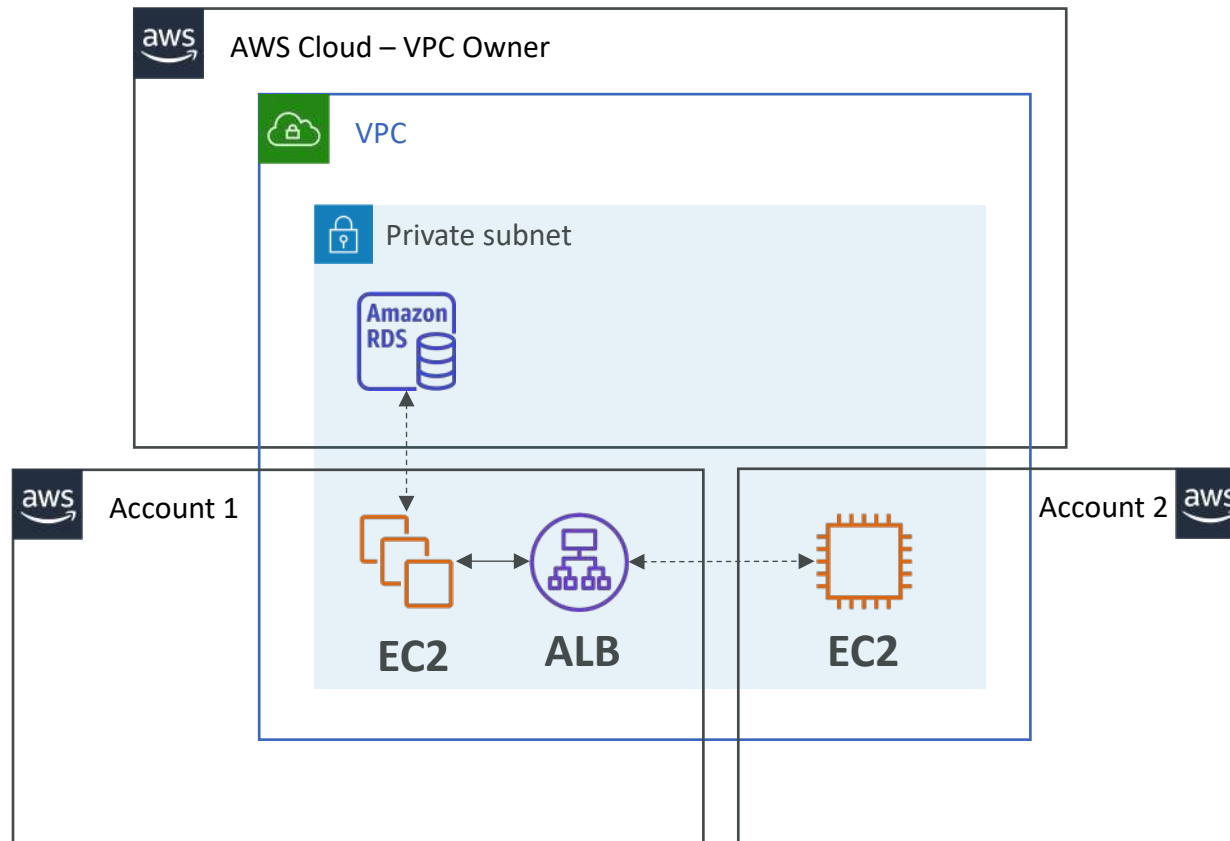 aws
AWS Cloud – VPC Owner
VPC
Private subnet
Amazon
RDS
aws
Account 1
Account 2
aws
EC2
ALB
EC2